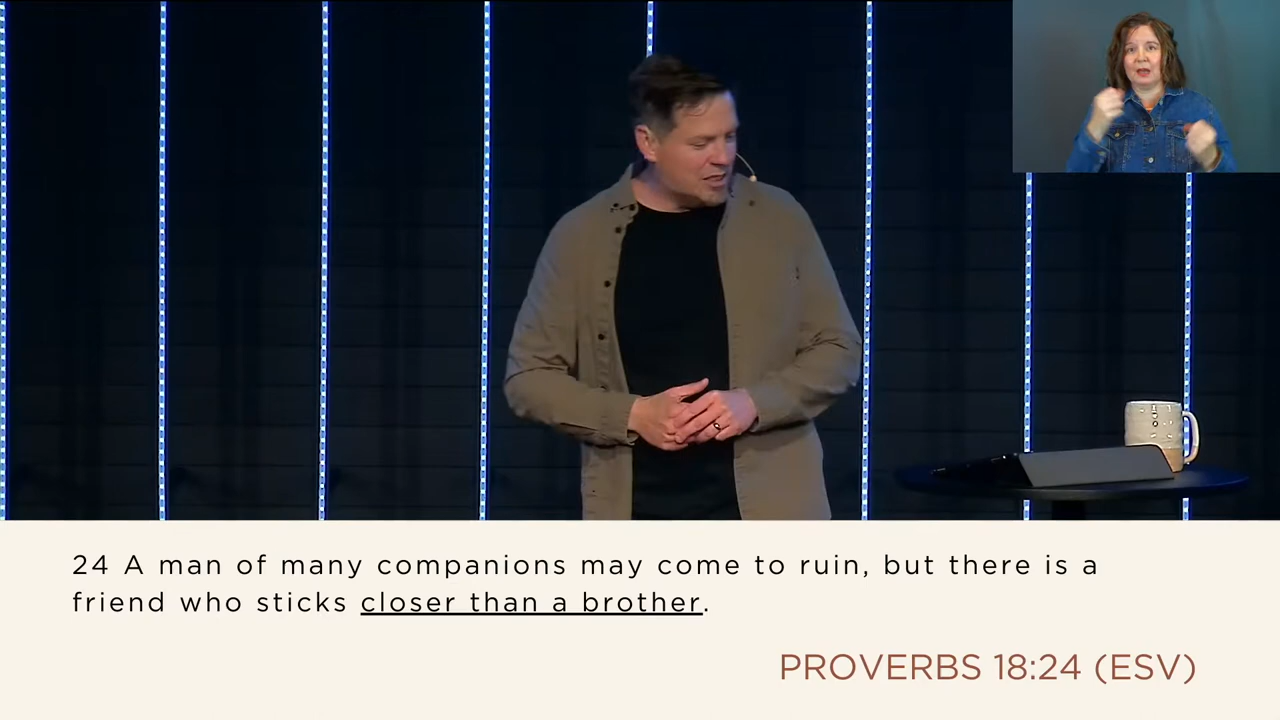 24 A man of many companions may come to ruin, but there is a
friend who sticks closer than a brother.
PROVERBS 18:24 (ESV)